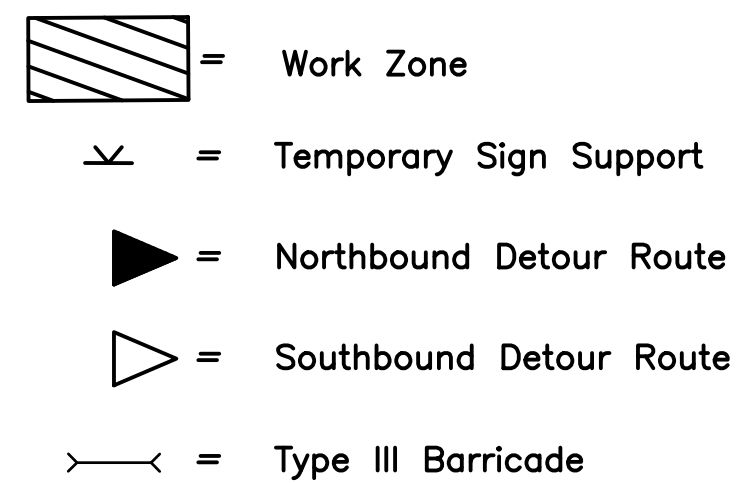 = Work Zone
= Temporary Sign Support
= Northbound Detour Route
= Southbound Detour Route
= Type III Barricade